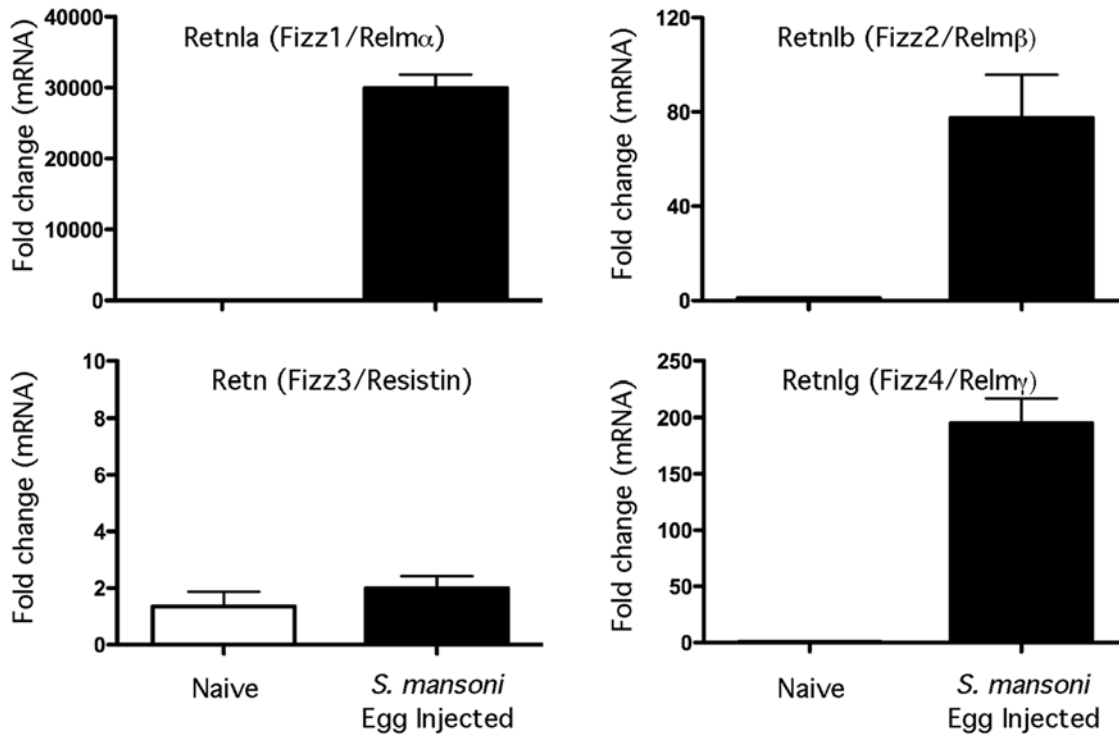 Retnla (Fizz1/Relmα)
Fold change (mRNA)
40000
30000
20000
10000
0
Retnlb (Fizz2/Relmβ)
Fold change (mRNA)
120
80
40
0
Retn (Fizz3/Resistin)
Fold change (mRNA)
10
8
6
4
2
0
Naive
S. mansoni
Egg Injected
Retnlg (Fizz4/Relmγ)
Fold change (mRNA)
250
200
150
100
50
0
Naive
S. mansoni
Egg Injected